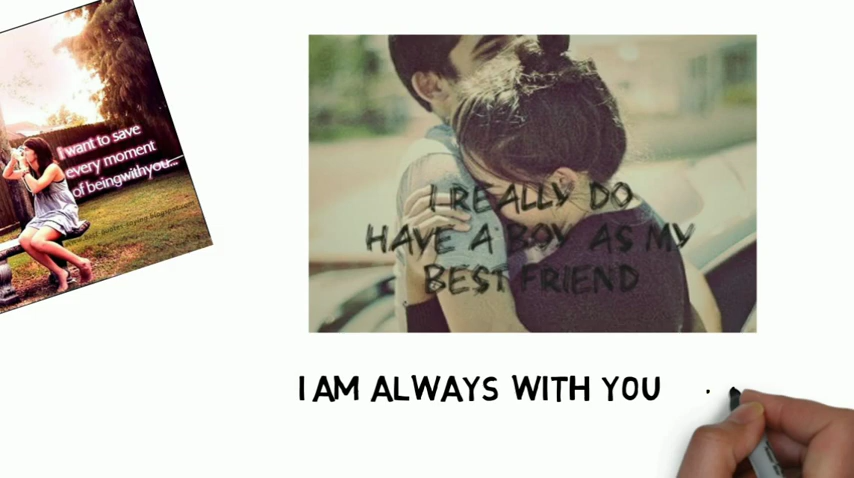 I want to save
every moment
of beingwithyou...
I REALLY DO
HAVE A BOY AS MY
BEST FRIEND
I AM ALWAYS WITH YOU